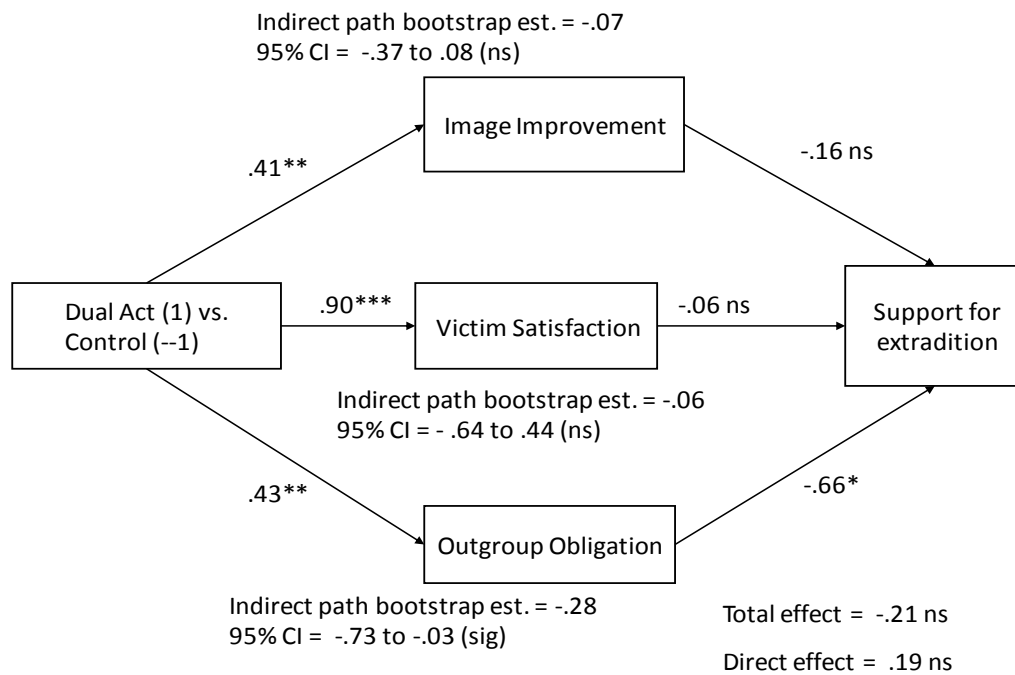 Indirect path bootstrap est. = -.07
95% CI =  -.37 to .08 (ns)
Image Improvement
-.16 ns
.41**
Dual Act (1) vs.
Control (--1)
.90***
Victim Satisfaction
-.06 ns
Support for
extradition
Indirect path bootstrap est. = -.06
95% CI = - .64 to .44 (ns)
.43**
-.66*
Outgroup Obligation
Indirect path bootstrap est. = -.28
95% CI =  -.73 to -.03 (sig)
Total effect =  -.21 ns
Direct effect =  .19 ns